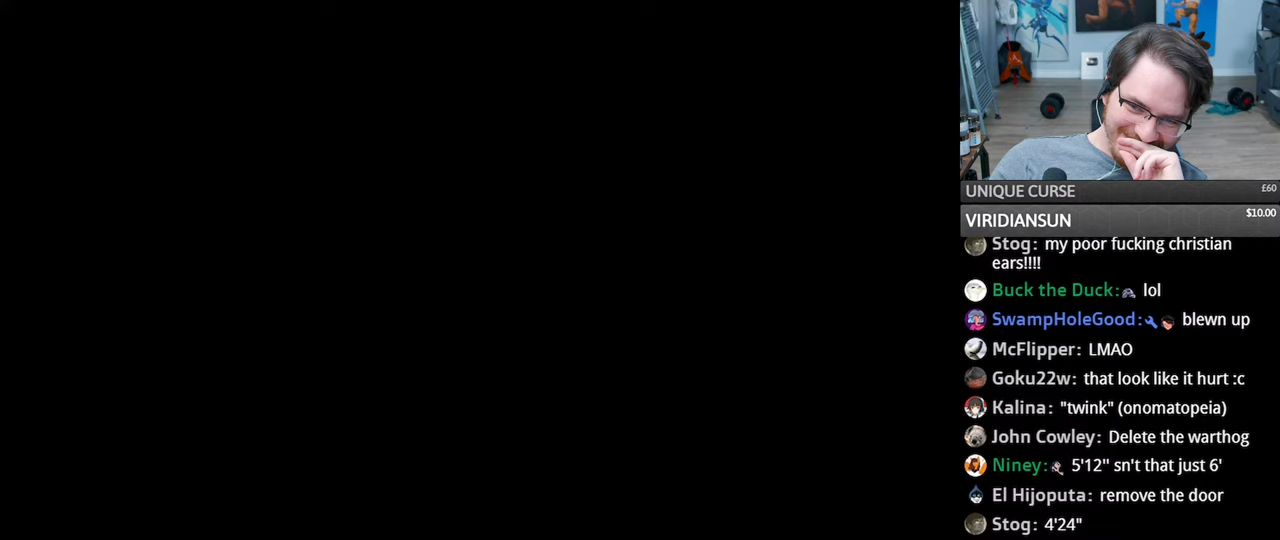 UNIQUE CURSE £60
VIRIDIANSUN $10.00
Stog: my poor fucking christian
ears!!!!
Buck the Duck: lol
SwampHoleGood: blewn up
McFlipper: LMAO
Goku22w: that look like it hurt :c
Kalina: "twink" (onomatopeia)
John Cowley: Delete the warthog
Niney: 5'12" sn't that just 6'
El Hijoputa: remove the door
Stog: 4'24"